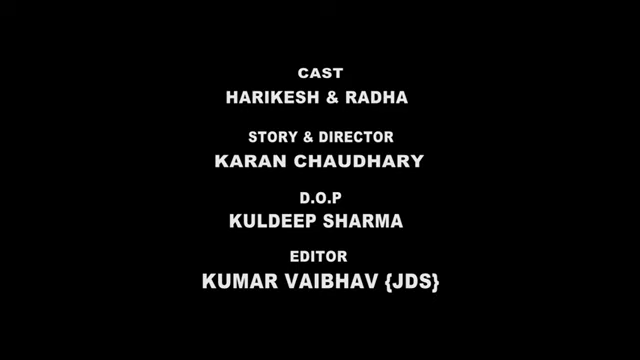 CAST
HARIKESH & RADHA
STORY & DIRECTOR
KARAN CHAUDHARY
D.O.P
KULDEEP SHARMA
EDITOR
KUMAR VAIBHAV {JDS}